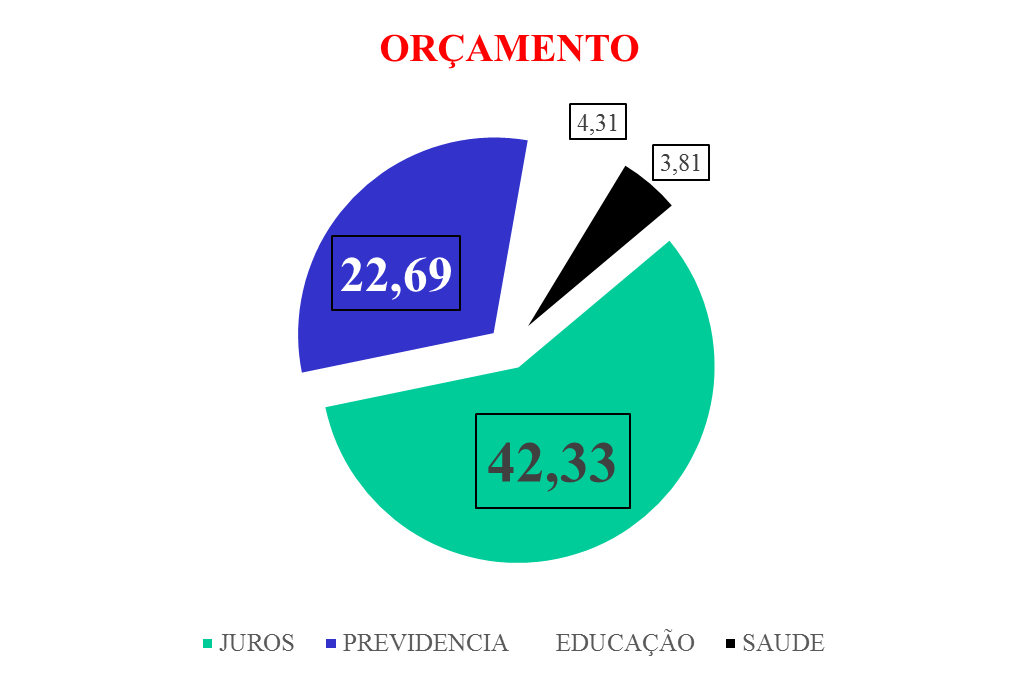 ORÇAMENTO
4,31
3,81
22,69
42,33
JUROS PREVIDENCIA EDUCAÇÃO SAUDE